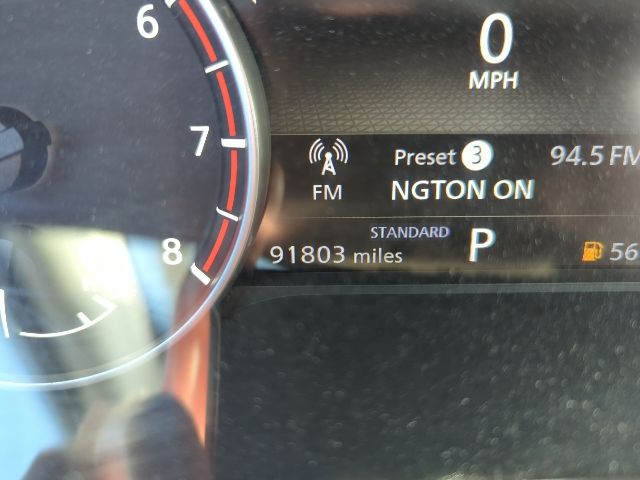 6
7
8
0
MPH
FM
Preset 3 94.5 FM
NGTON ON
STANDARD
P
91803 miles
56